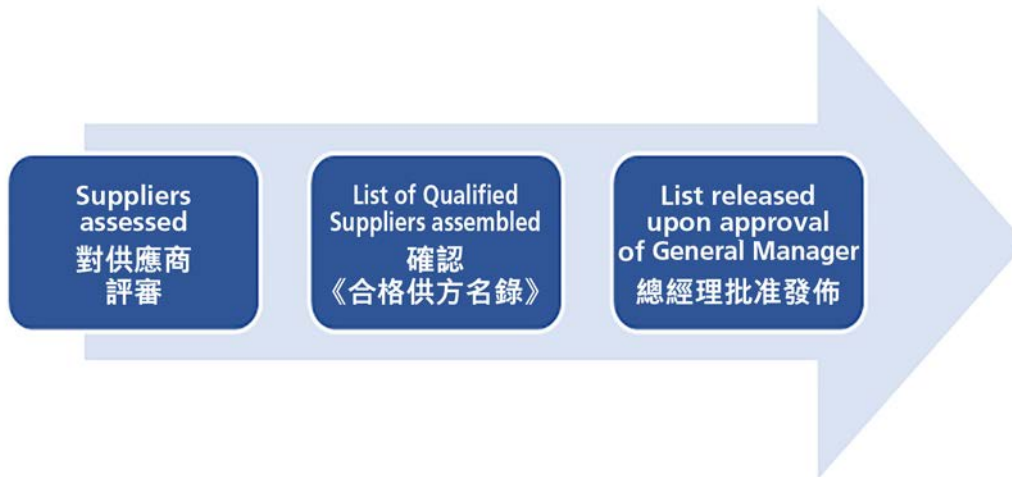 Suppliers
assessed
對供應商
評審
List of Qualified
Suppliers assembled
確認
《合格供方名錄》
List released
upon approval
of General Manager
總經理批准發佈